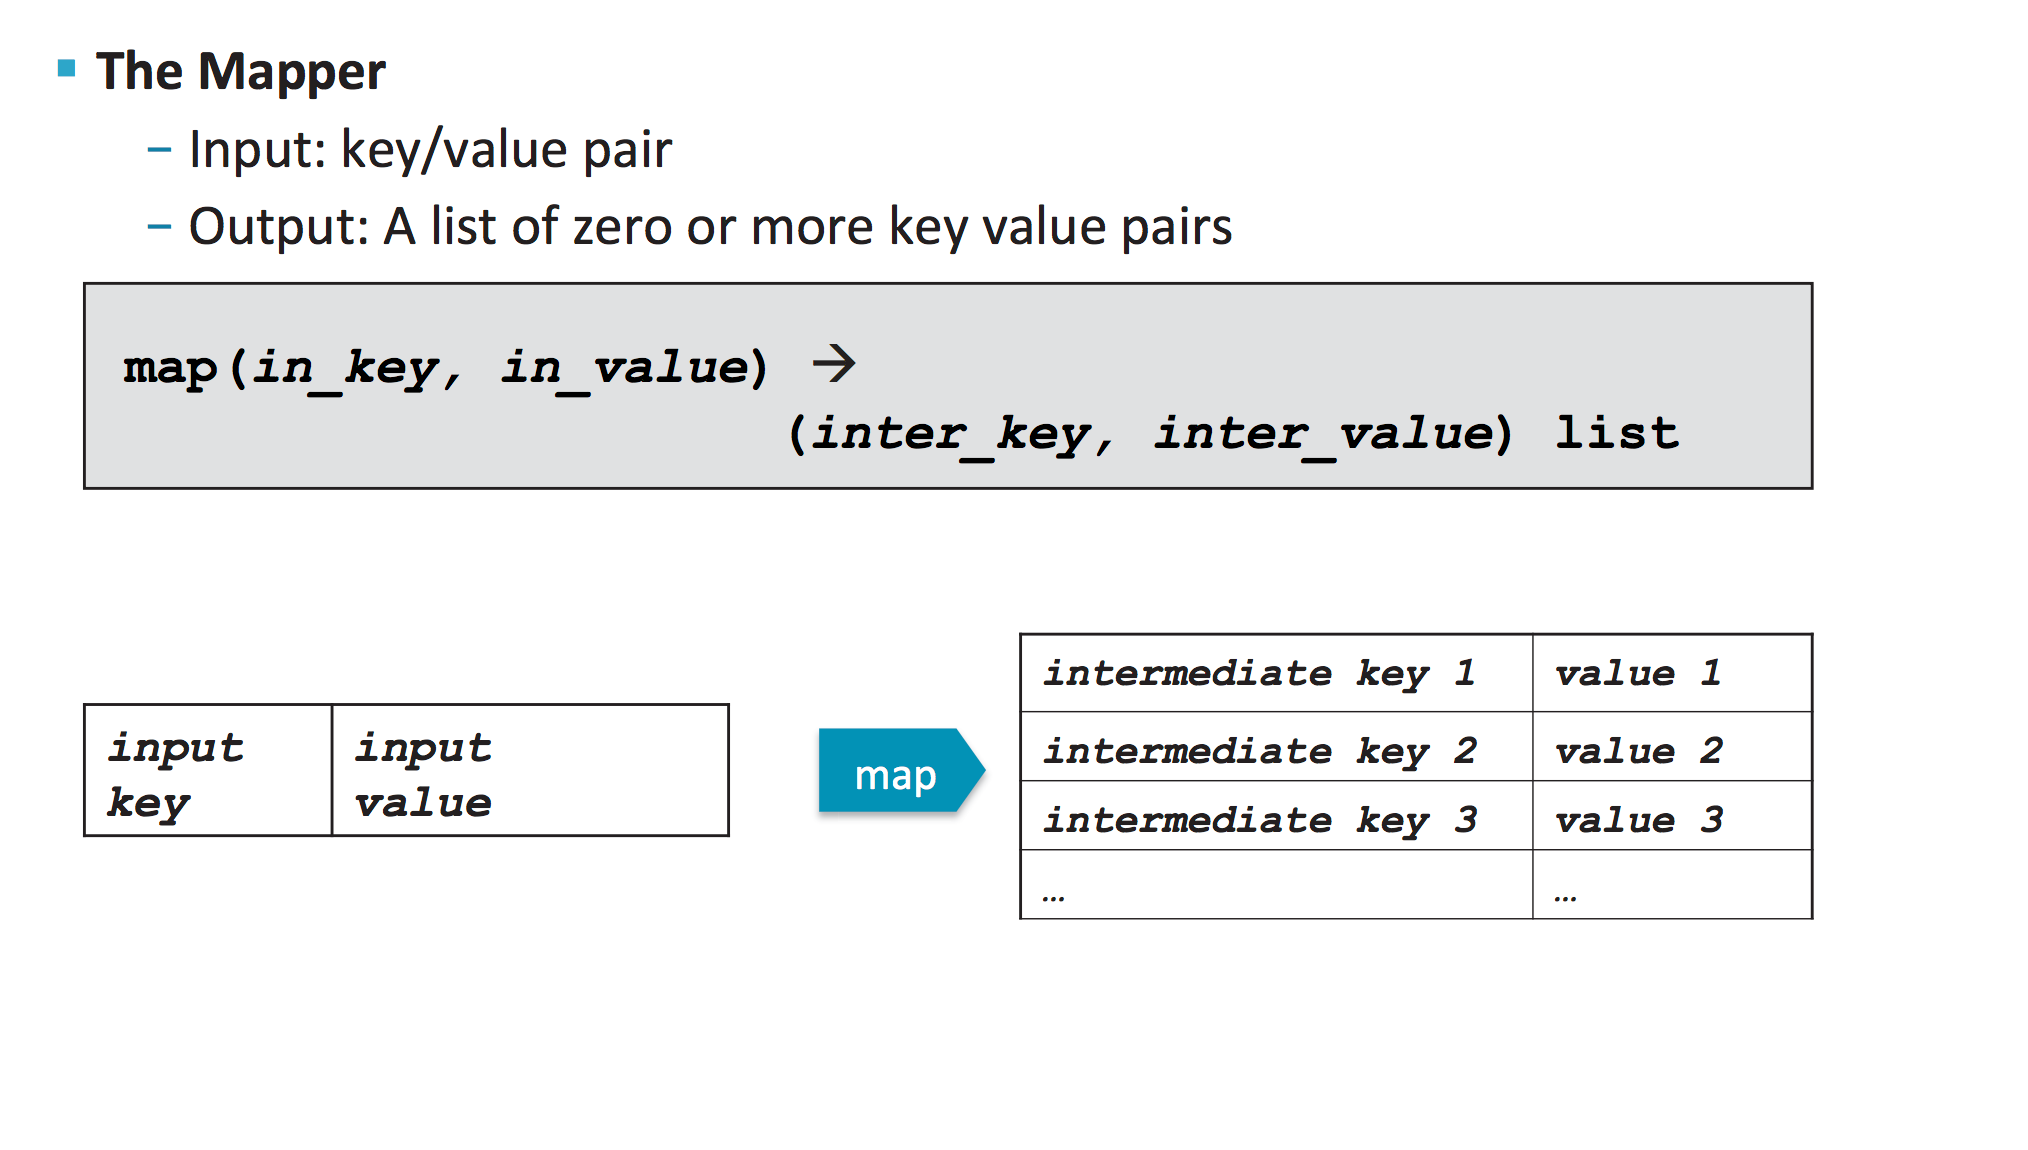 ▪ The Mapper
– Input: key/value pair
– Output: A list of zero or more key value pairs
map(in_key, in_value) →
(inter_key, inter_value) list
input key input value
map
intermediate key 1 value 1
intermediate key 2 value 2
intermediate key 3 value 3
… …